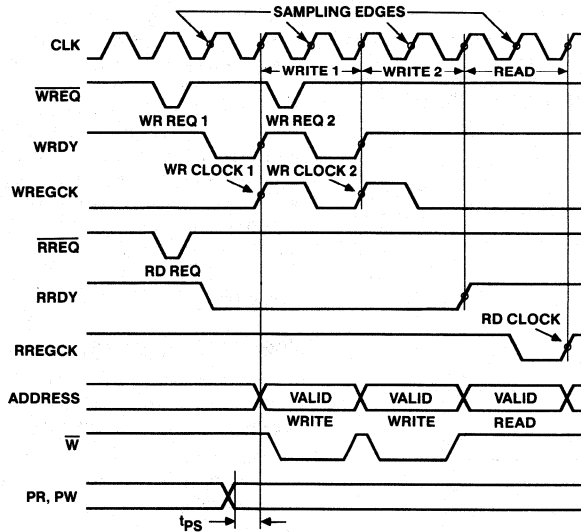 SAMPLING EDGES
CLK
WRITE 1 WRITE 2 READ
W̅R̅E̅Q̅
WR REQ 1 WR REQ 2
WRDY
WR CLOCK 1 WR CLOCK 2
WREGCK
R̅R̅E̅Q̅
RD REQ
RRDY
RD CLOCK
RREGCK
ADDRESS VALID VALID VALID
WRITE WRITE READ
W̅
PR, PW
tPS